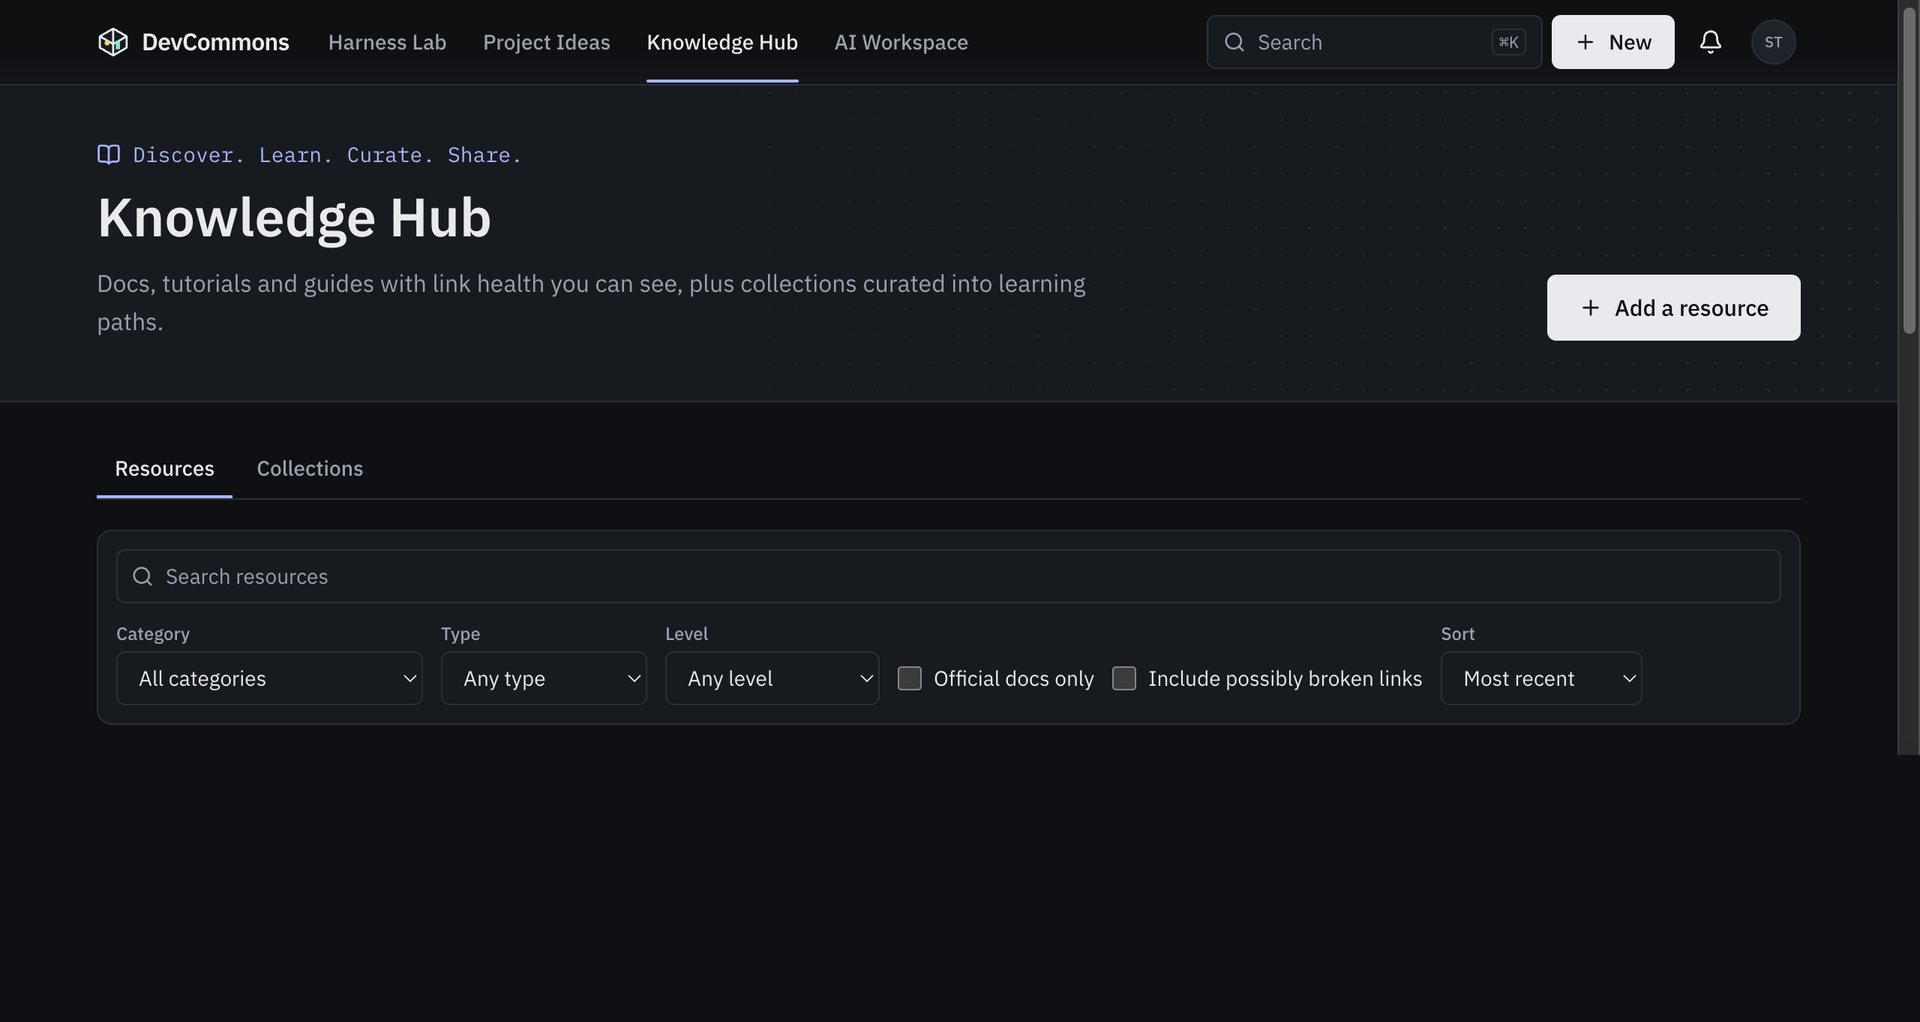 DevCommons
Harness Lab
Project Ideas
Knowledge Hub
AI Workspace
Search
⌘K
+ New
ST
Discover. Learn. Curate. Share.
Knowledge Hub
Docs, tutorials and guides with link health you can see, plus collections curated into learning
paths.
+ Add a resource
Resources
Collections
Search resources
Category
Type
Level
Sort
All categories
Any type
Any level
Official docs only
Include possibly broken links
Most recent